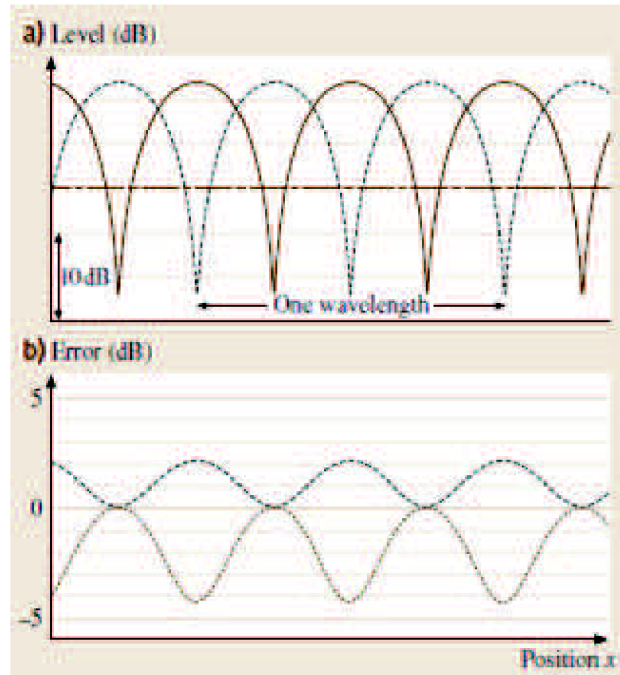 a) Level (dB)
10 dB
One wavelength
b) Error (dB)
5
0
–5
Position x